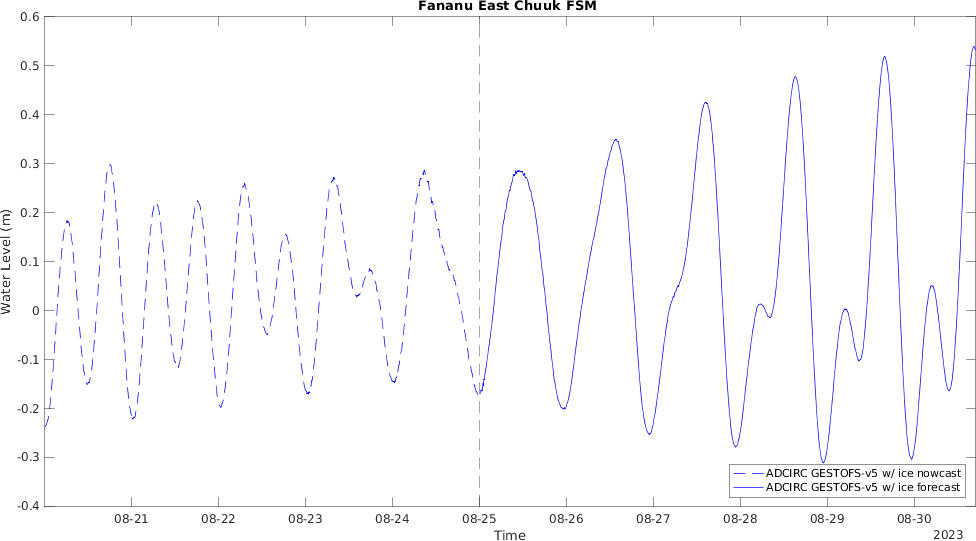 Fananu East Chuuk FSM
0.6
0.5
0.4
0.3
0.2
0.1
0
-0.1
-0.2
-0.3
-0.4
Water Level (m)
ADCIRC GESTOFS-v5 w/ ice nowcast
ADCIRC GESTOFS-v5 w/ ice forecast
08-21 08-22 08-23 08-24 08-25 08-26 08-27 08-28 08-29 08-30
Time
2023